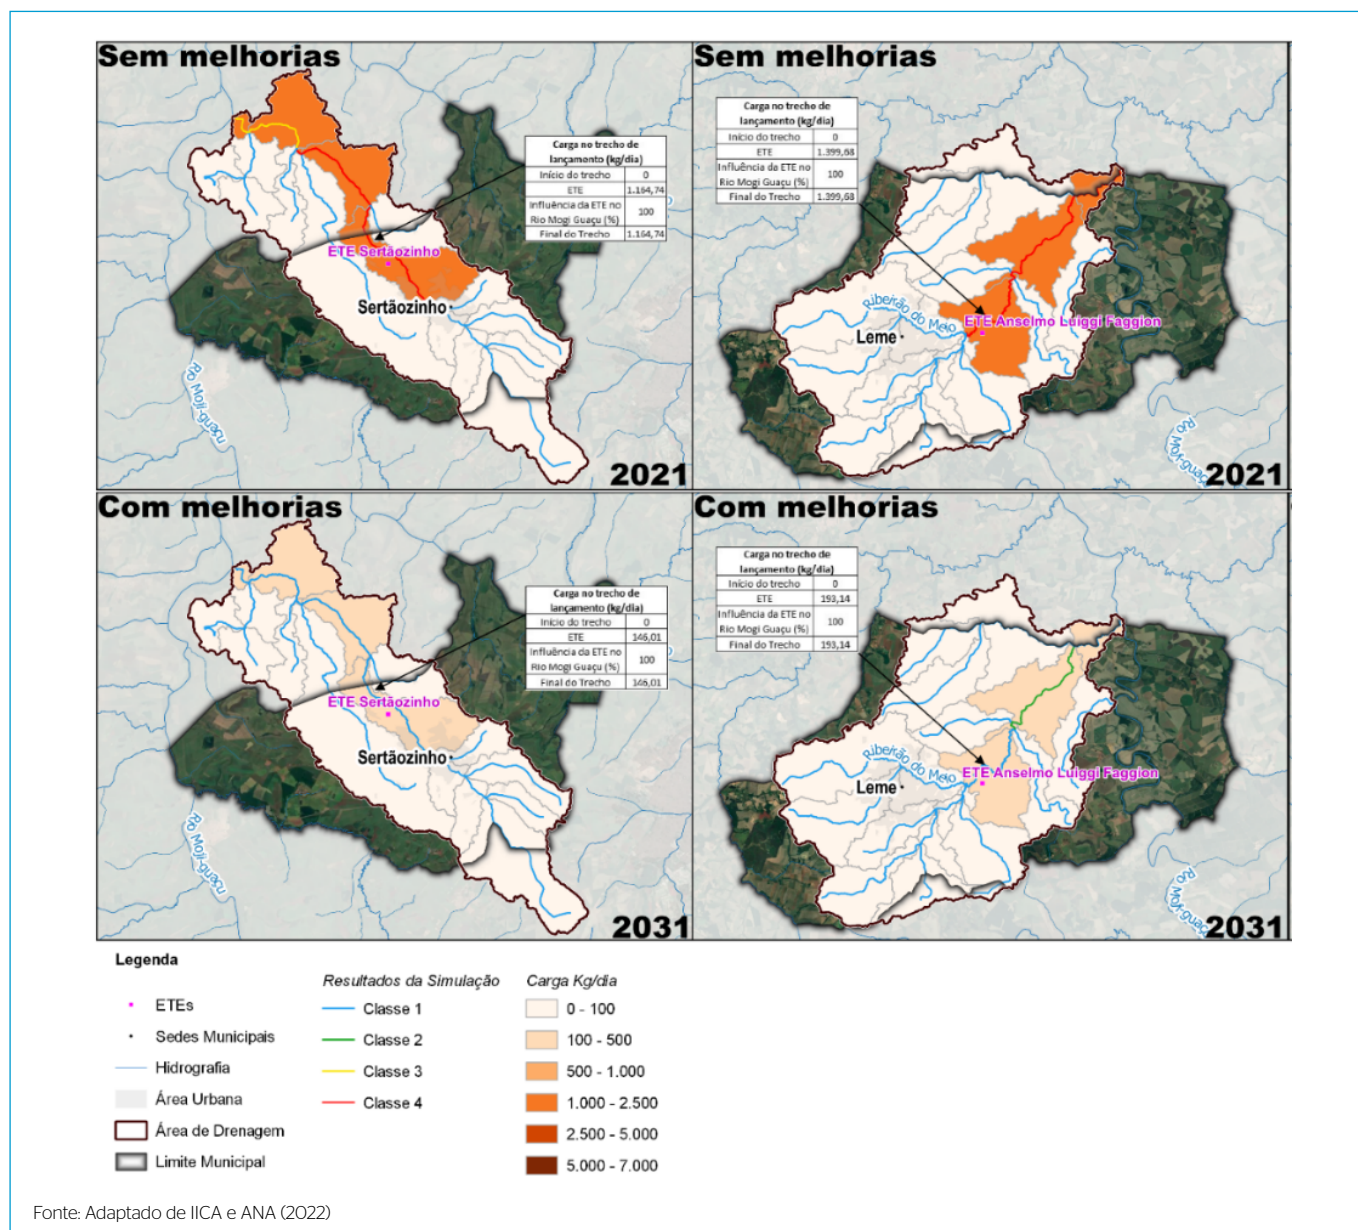 Sem melhorias
Carga no trecho de
lançamento (kg/dia)
Início do trecho 0
ETE 1.164,74
Influência da ETE no
Rio Mogi Guaçu (%) 100
Final do Trecho 1.164,74
ETE Sertãozinho
Sertãozinho
Rio Moji-guaçu
2021
Sem melhorias
Carga no trecho de
lançamento (kg/dia)
Início do trecho 0
ETE 1.399,68
Influência da ETE no
Rio Mogi Guaçu (%) 100
Final do Trecho 1.399,68
Ribeirão do Meio
ETE Anselmo Luiggi Faggion
Leme
Rio Moji-guaçu
2021
Com melhorias
Carga no trecho de
lançamento (kg/dia)
Início do trecho 0
ETE 146,01
Influência da ETE no
Rio Mogi Guaçu (%) 100
Final do Trecho 146,01
ETE Sertãozinho
Sertãozinho
Rio Moji-guaçu
2031
Com melhorias
Carga no trecho de
lançamento (kg/dia)
Início do trecho 0
ETE 193,14
Influência da ETE no
Rio Mogi Guaçu (%) 100
Final do Trecho 193,14
Ribeirão do Meio
ETE Anselmo Luiggi Faggion
Leme
Rio Moji-guaçu
2031
Legenda
ETEs
Sedes Municipais
Hidrografia
Área Urbana
Área de Drenagem
Limite Municipal
Resultados da Simulação
Classe 1
Classe 2
Classe 3
Classe 4
Carga Kg/dia
0 - 100
100 - 500
500 - 1.000
1.000 - 2.500
2.500 - 5.000
5.000 - 7.000
Fonte: Adaptado de IICA e ANA (2022)